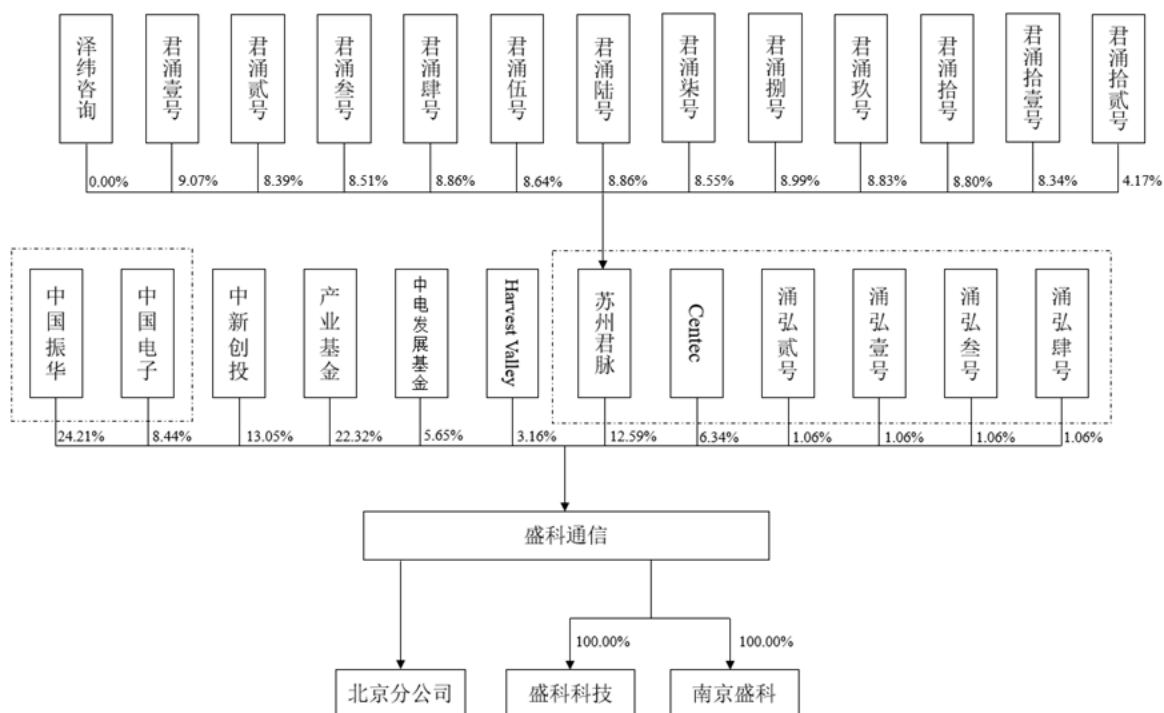 泽纬咨询
君涌壹号
君涌贰号
君涌叁号
君涌肆号
君涌伍号
君涌陆号
君涌柒号
君涌捌号
君涌玖号
君涌拾号
君涌拾壹号
君涌拾贰号
0.00%
9.07%
8.39%
8.51%
8.86%
8.64%
8.86%
8.55%
8.99%
8.83%
8.80%
8.34%
4.17%
中国振华
中国电子
中新创投
产业基金
中电发展基金
Harvest Valley
苏州君脉
Centec
涌弘贰号
涌弘壹号
涌弘叁号
涌弘肆号
24.21%
8.44%
13.05%
22.32%
5.65%
3.16%
12.59%
6.34%
1.06%
1.06%
1.06%
1.06%
盛科通信
100.00%
100.00%
北京分公司
盛科科技
南京盛科